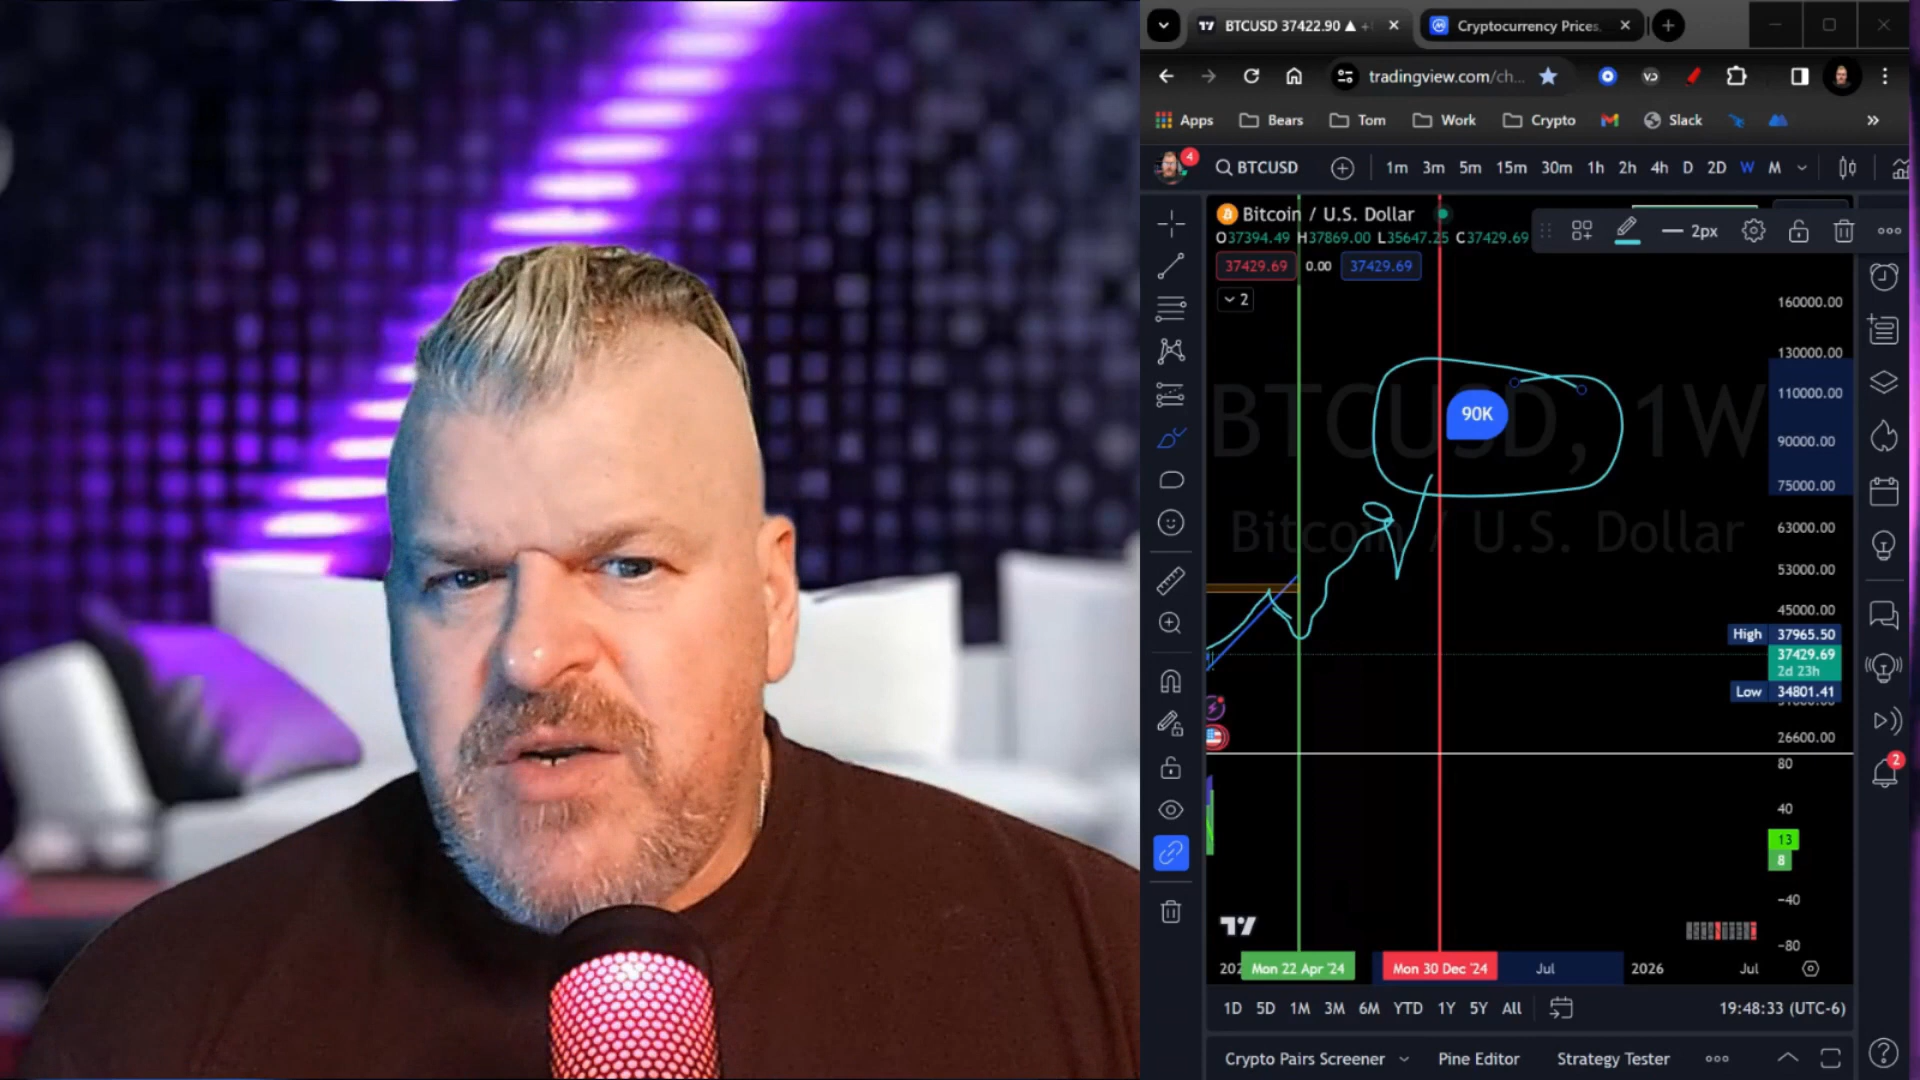 BTCUSD 37422.90 ▲
Cryptocurrency Prices
tradingview.com/ch...
Apps Bears Tom Work Crypto Slack »
4
BTCUSD 1m 3m 5m 15m 30m 1h 2h 4h D 2D W M
Bitcoin / U.S. Dollar
2px
O37394.49 H37869.00 L35647.25 C37429.69
37429.69 0.00 37429.69
2
160000.00
130000.00
110000.00
BTCUSD, 1W
90K
90000.00
75000.00
Bitcoin / U.S. Dollar
63000.00
53000.00
45000.00
High 37965.50
37429.69
2d 23h
Low 34801.41
26600.00
80
2
40
13
8
-40
-80
Mon 22 Apr '24 Mon 30 Dec '24 Jul 2026 Jul
1D 5D 1M 3M 6M YTD 1Y 5Y All 19:48:33 (UTC-6)
Crypto Pairs Screener Pine Editor Strategy Tester